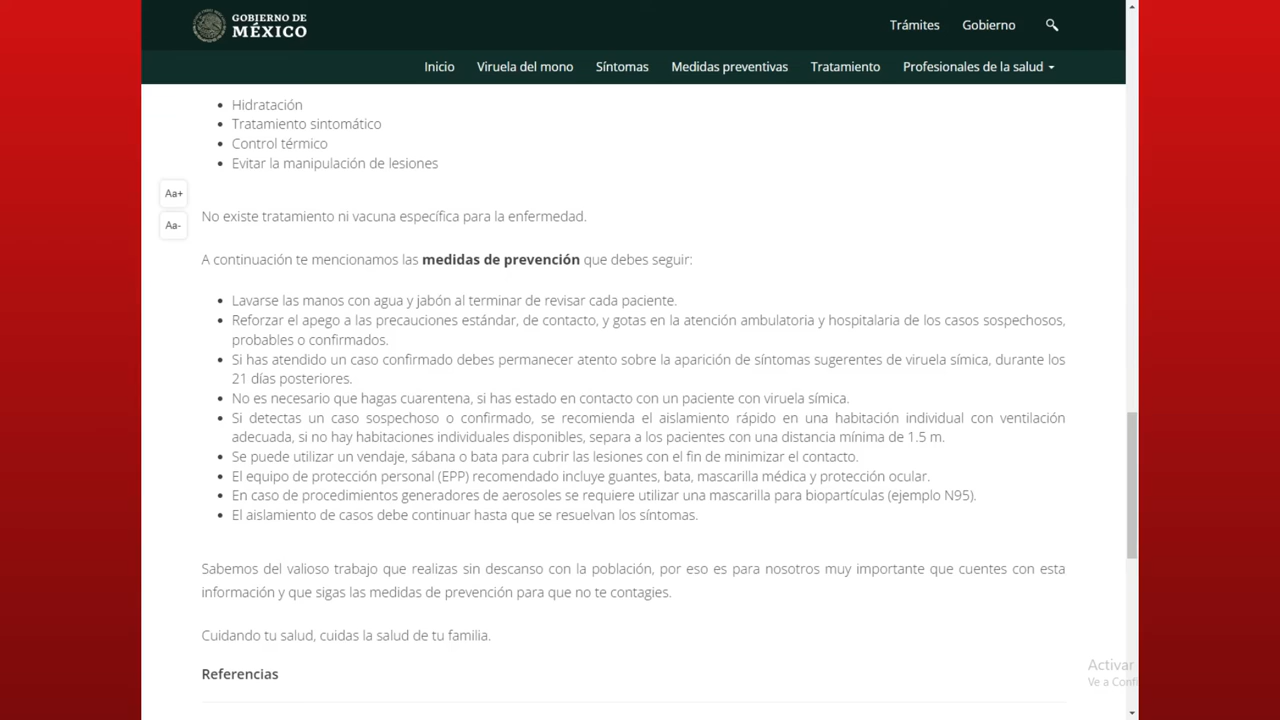 GOBIERNO DE
MÉXICO
Trámites
Gobierno
Inicio
Viruela del mono
Síntomas
Medidas preventivas
Tratamiento
Profesionales de la salud
Hidratación
Tratamiento sintomático
Control térmico
Evitar la manipulación de lesiones
Aa+
Aa-
No existe tratamiento ni vacuna específica para la enfermedad.
A continuación te mencionamos las medidas de prevención que debes seguir:
Lavarse las manos con agua y jabón al terminar de revisar cada paciente.
Reforzar el apego a las precauciones estándar, de contacto, y gotas en la atención ambulatoria y hospitalaria de los casos sospechosos,
probables o confirmados.
Si has atendido un caso confirmado debes permanecer atento sobre la aparición de síntomas sugerentes de viruela símica, durante los
21 días posteriores.
No es necesario que hagas cuarentena, si has estado en contacto con un paciente con viruela símica.
Si detectas un caso sospechoso o confirmado, se recomienda el aislamiento rápido en una habitación individual con ventilación
adecuada, si no hay habitaciones individuales disponibles, separa a los pacientes con una distancia mínima de 1.5 m.
Se puede utilizar un vendaje, sábana o bata para cubrir las lesiones con el fin de minimizar el contacto.
El equipo de protección personal (EPP) recomendado incluye guantes, bata, mascarilla médica y protección ocular.
En caso de procedimientos generadores de aerosoles se requiere utilizar una mascarilla para biopartículas (ejemplo N95).
El aislamiento de casos debe continuar hasta que se resuelvan los síntomas.
Sabemos del valioso trabajo que realizas sin descanso con la población, por eso es para nosotros muy importante que cuentes con esta
información y que sigas las medidas de prevención para que no te contagies.
Cuidando tu salud, cuidas la salud de tu familia.
Referencias
Activar
Ve a Confi